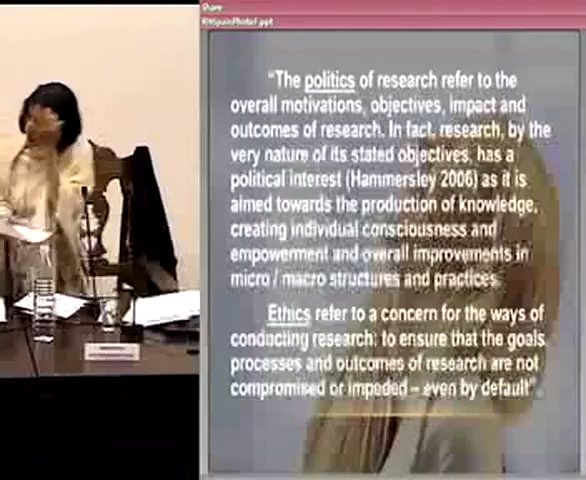 Share
"The politics of research refer to the
overall motivations, objectives, impact and
outcomes of research. In fact, research, by the
very nature of its stated objectives, has a
political interest (Hammersley 2006) as it is
aimed towards the production of knowledge,
creating individual consciousness and
empowerment and overall improvements in
micro / macro structures and practices.
Ethics refer to a concern for the ways of
conducting research: to ensure that the goals,
processes and outcomes of research are not
compromised or impeded – even by default"